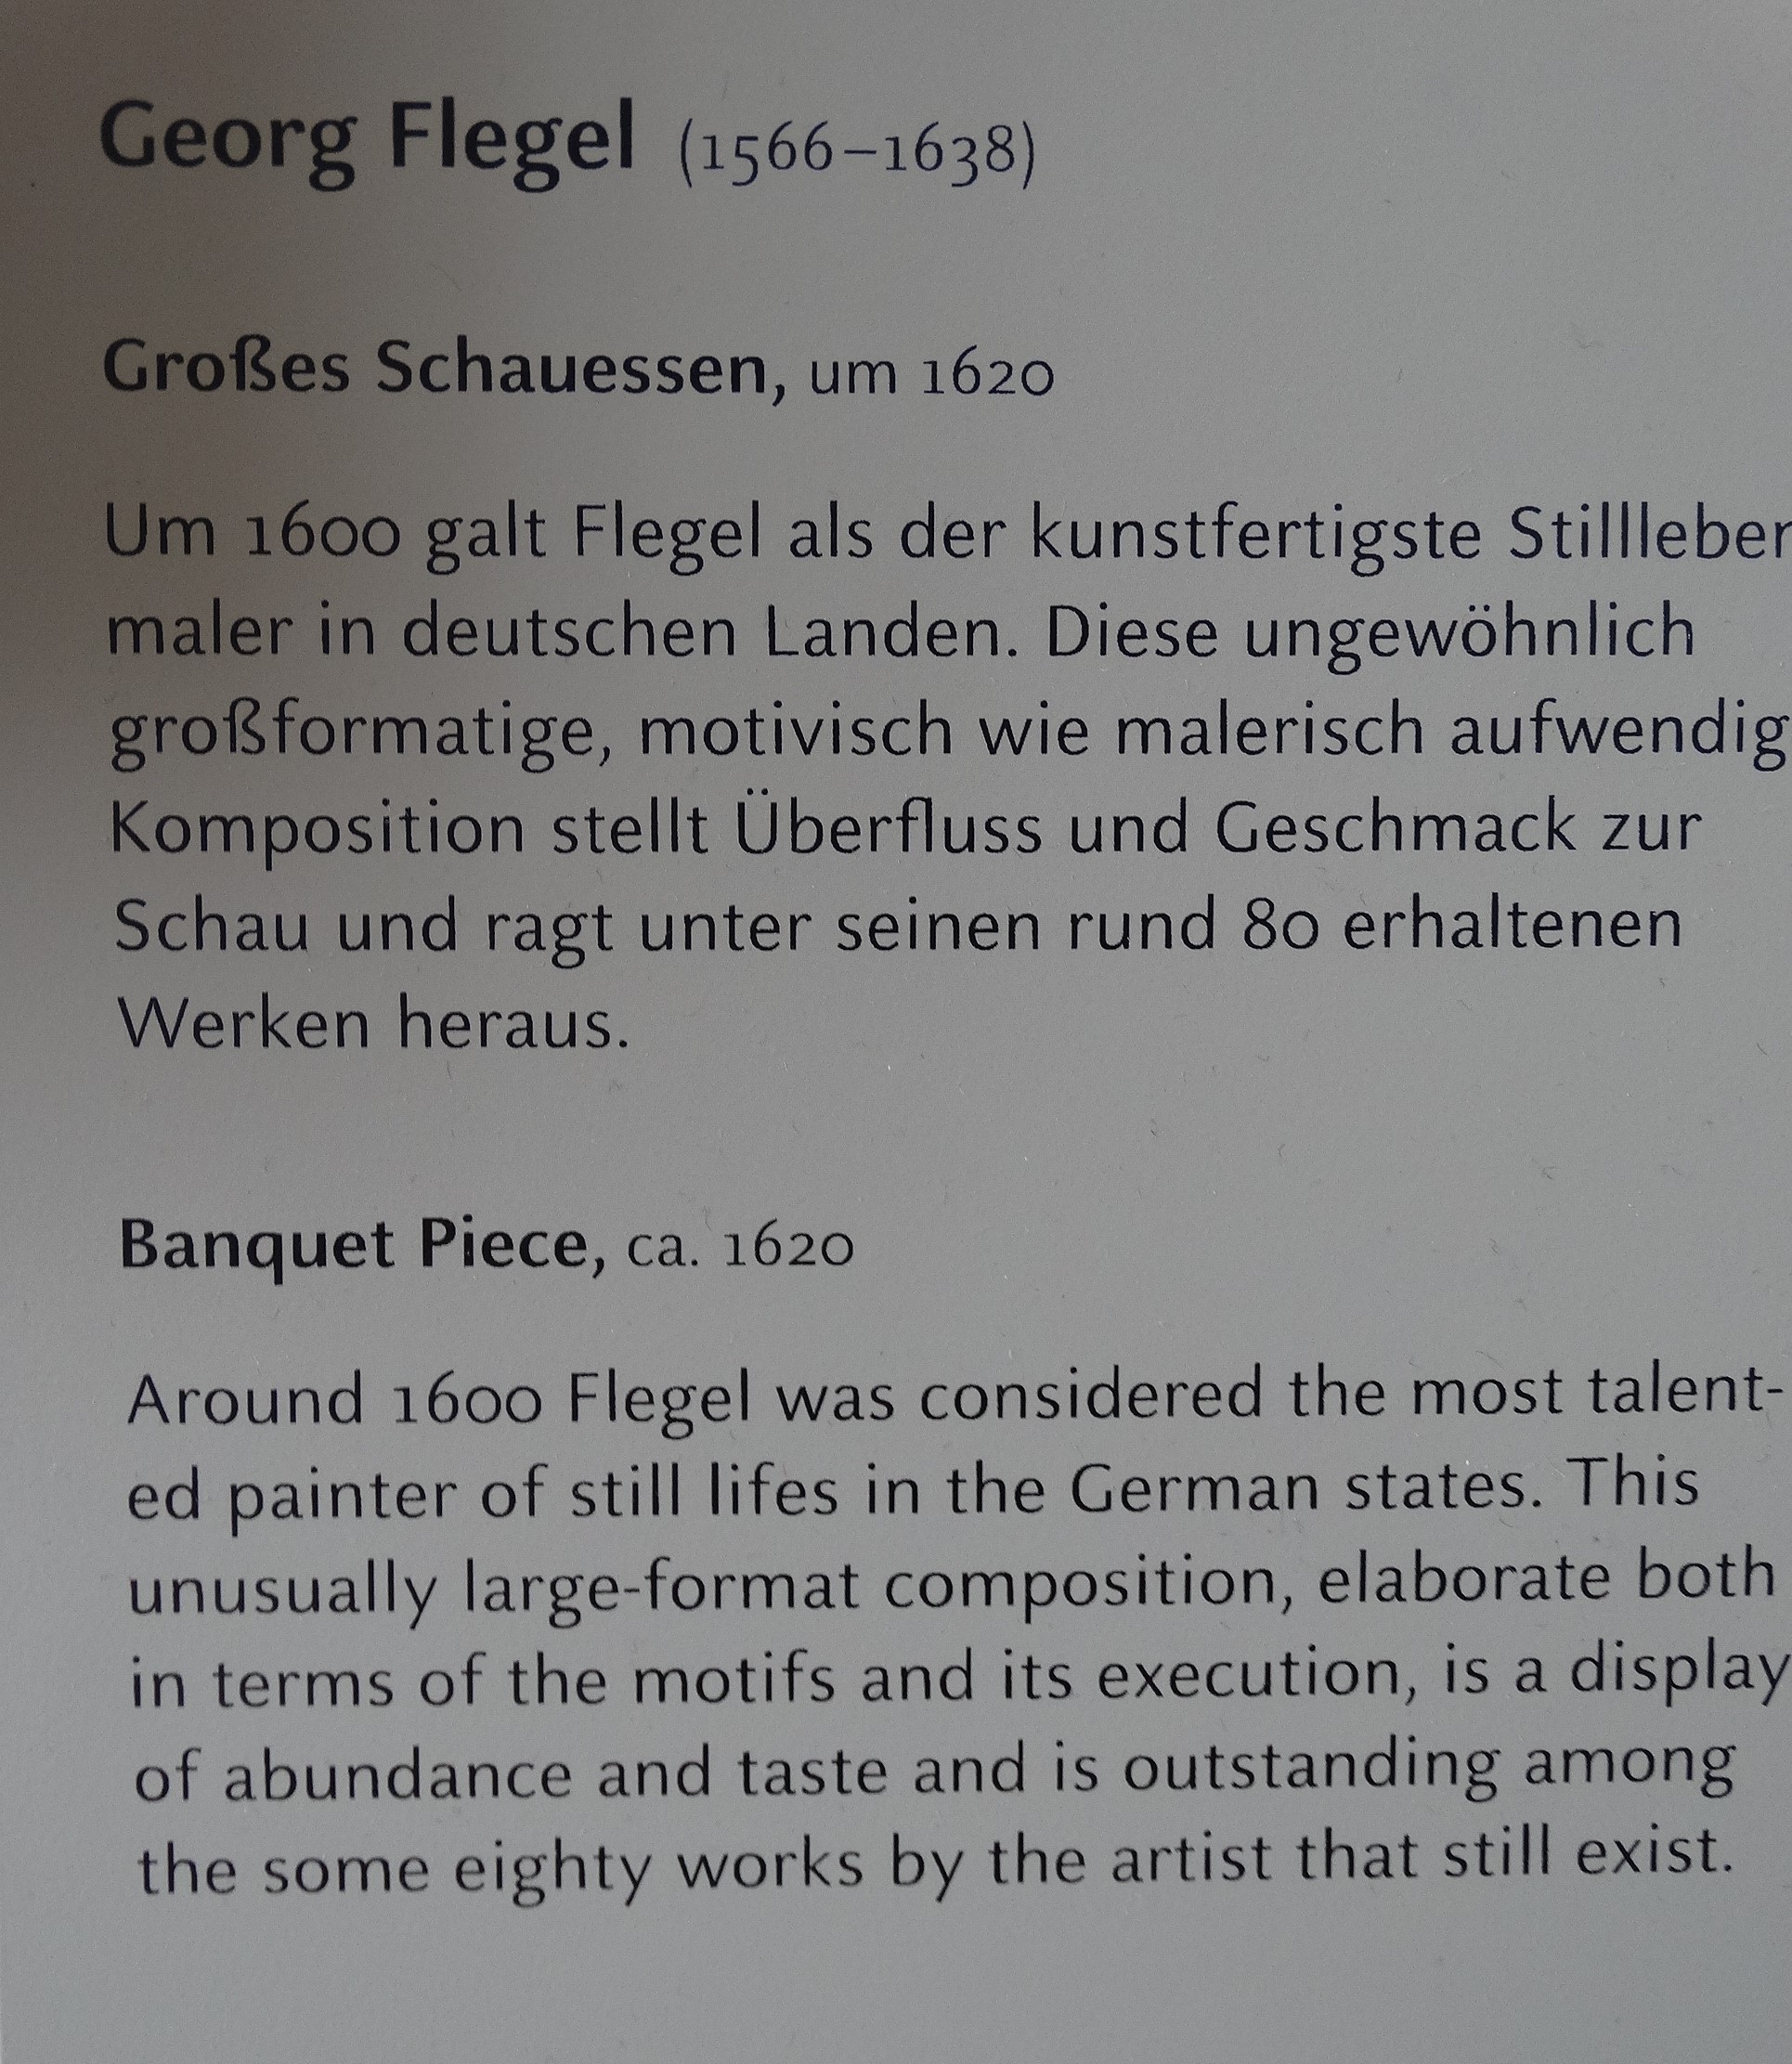 Georg Flegel (1566–1638)
Großes Schauessen, um 1620
Um 1600 galt Flegel als der kunstfertigste Stillleben
maler in deutschen Landen. Diese ungewöhnlich
großformatige, motivisch wie malerisch aufwendig
Komposition stellt Überfluss und Geschmack zur
Schau und ragt unter seinen rund 80 erhaltenen
Werken heraus.
Banquet Piece, ca. 1620
Around 1600 Flegel was considered the most talent-
ed painter of still lifes in the German states. This
unusually large-format composition, elaborate both
in terms of the motifs and its execution, is a display
of abundance and taste and is outstanding among
the some eighty works by the artist that still exist.